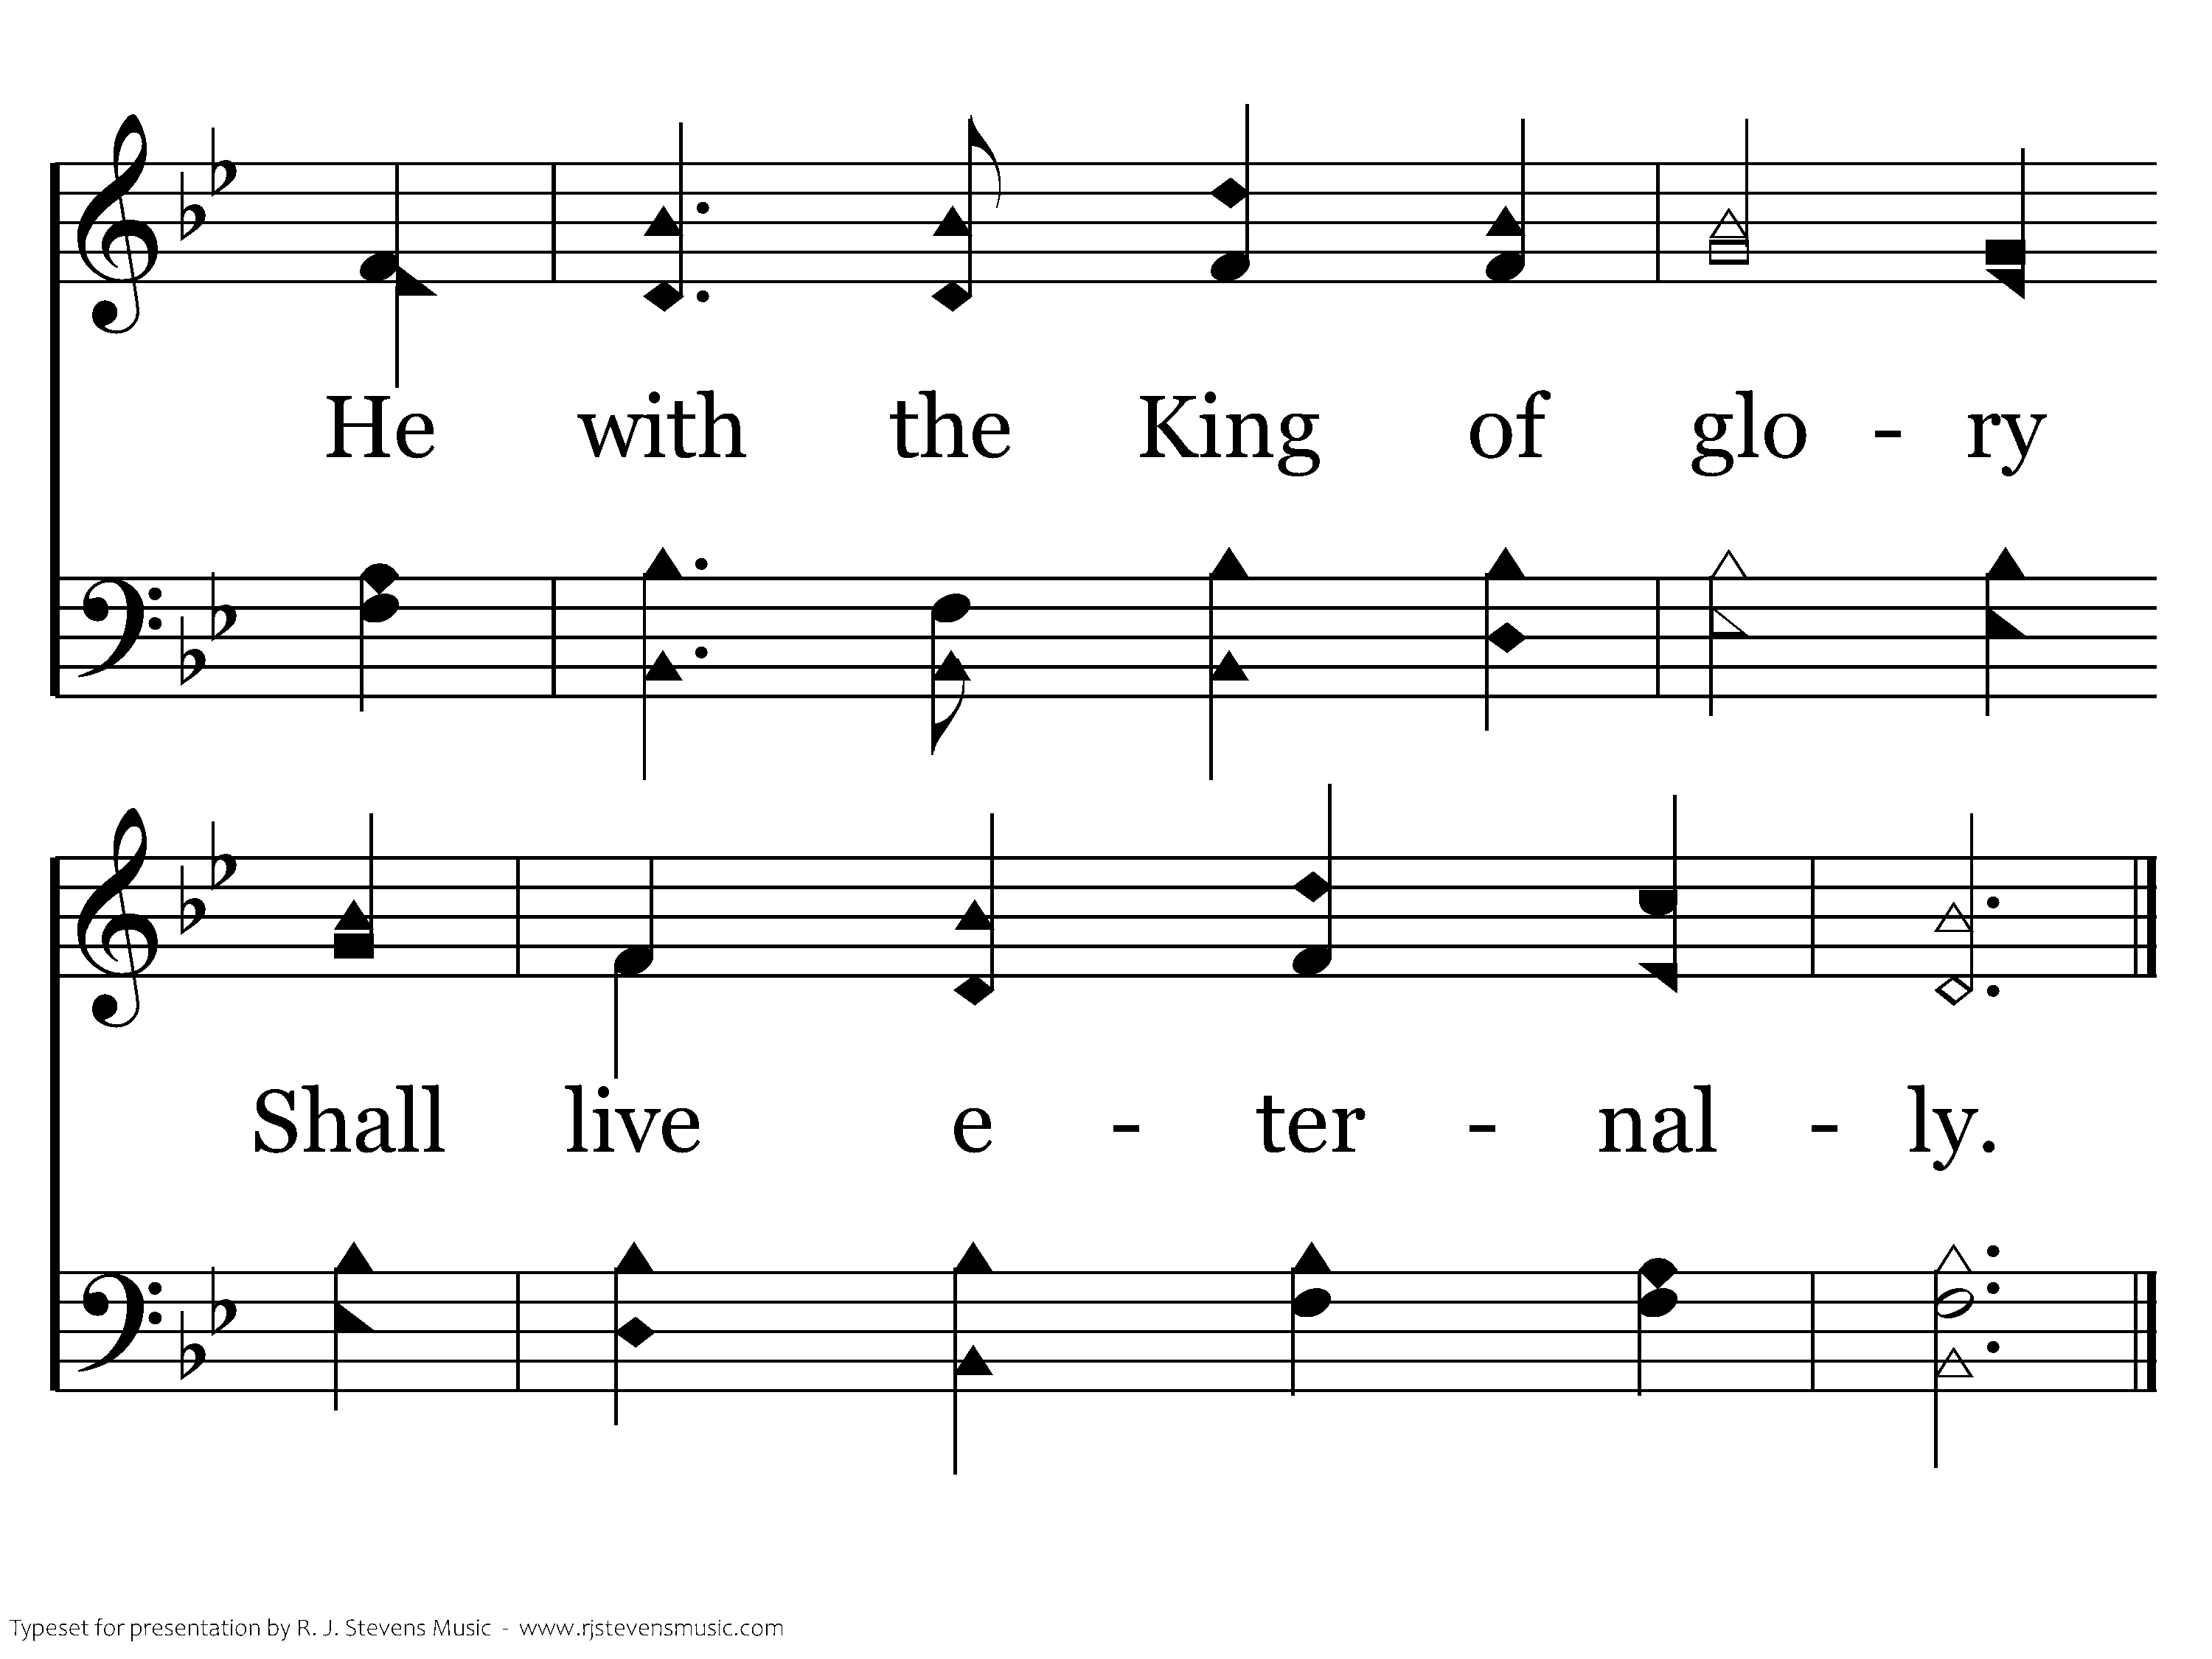 He with the King of glo - ry
Shall live e - ter - nal - ly.
Typeset for presentation by R. J. Stevens Music - www.rjstevensmusic.com